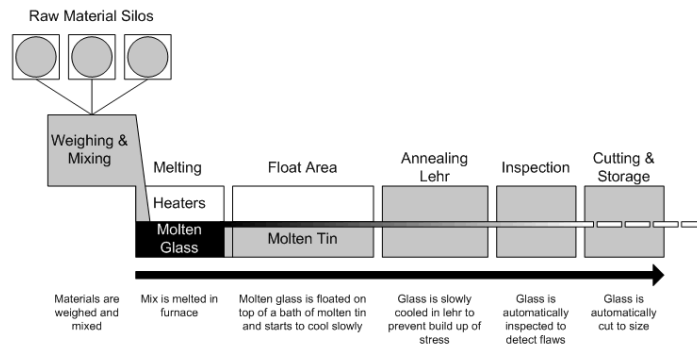 Raw Material Silos
Weighing &
Mixing
Melting
Float Area
Annealing
Lehr
Inspection
Cutting &
Storage
Heaters
Molten
Glass
Molten Tin
Materials are
weighed and
mixed
Mix is melted in
furnace
Molten glass is floated on
top of a bath of molten tin
and starts to cool slowly
Glass is slowly
cooled in lehr to
prevent build up of
stress
Glass is
automatically
inspected to
detect flaws
Glass is
automatically
cut to size